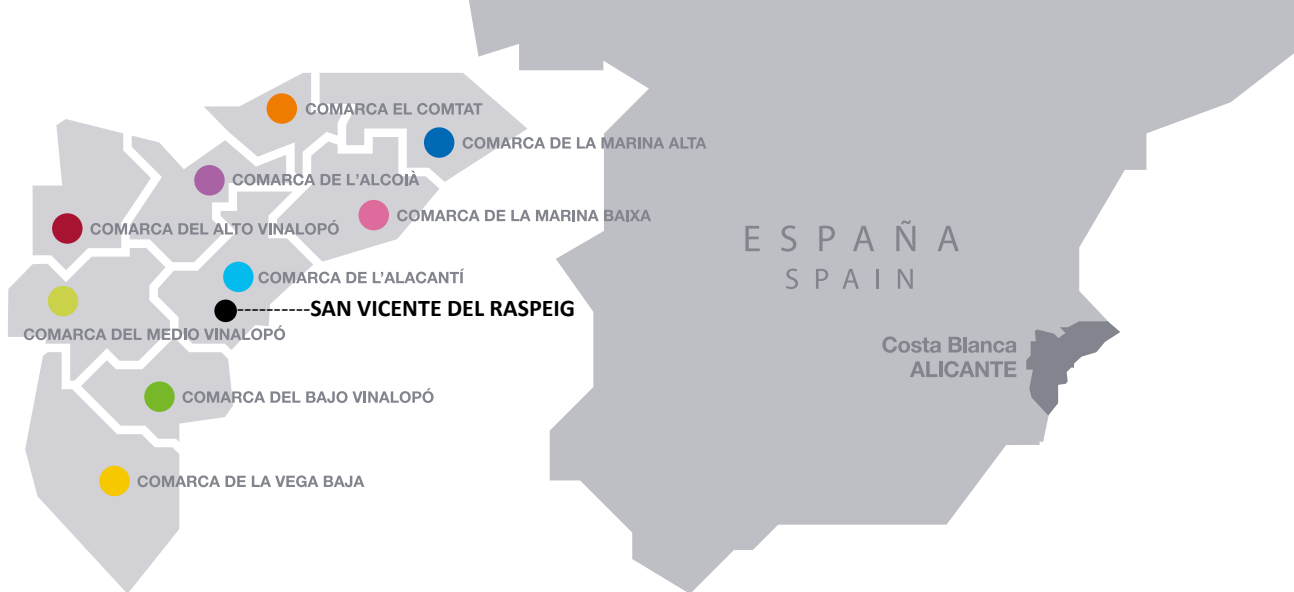 COMARCA EL COMTAT
COMARCA DE LA MARINA ALTA
COMARCA DE L'ALCOIÀ
COMARCA DE LA MARINA BAIXA
COMARCA DEL ALTO VINALOPÓ
COMARCA DE L'ALACANTÍ
SAN VICENTE DEL RASPEIG
COMARCA DEL MEDIO VINALOPÓ
COMARCA DEL BAJO VINALOPÓ
COMARCA DE LA VEGA BAJA
ESPAÑA
SPAIN
Costa Blanca
ALICANTE